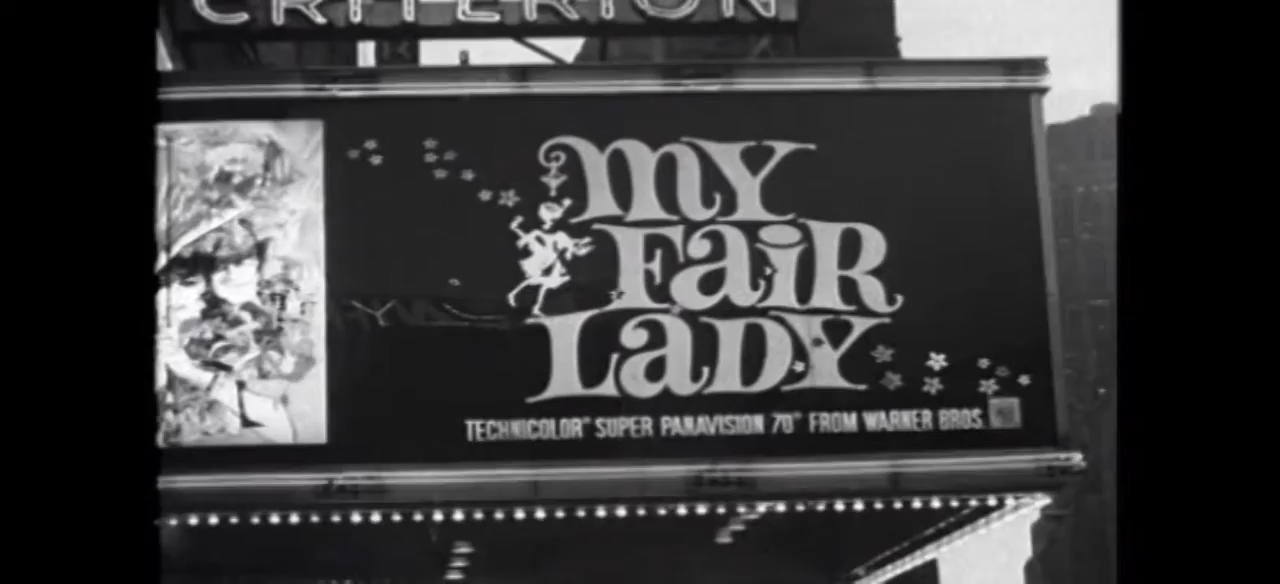 CRITERION
MY
FAIR
LADY
TECHNICOLOR® SUPER PANAVISION 70® FROM WARNER BROS.